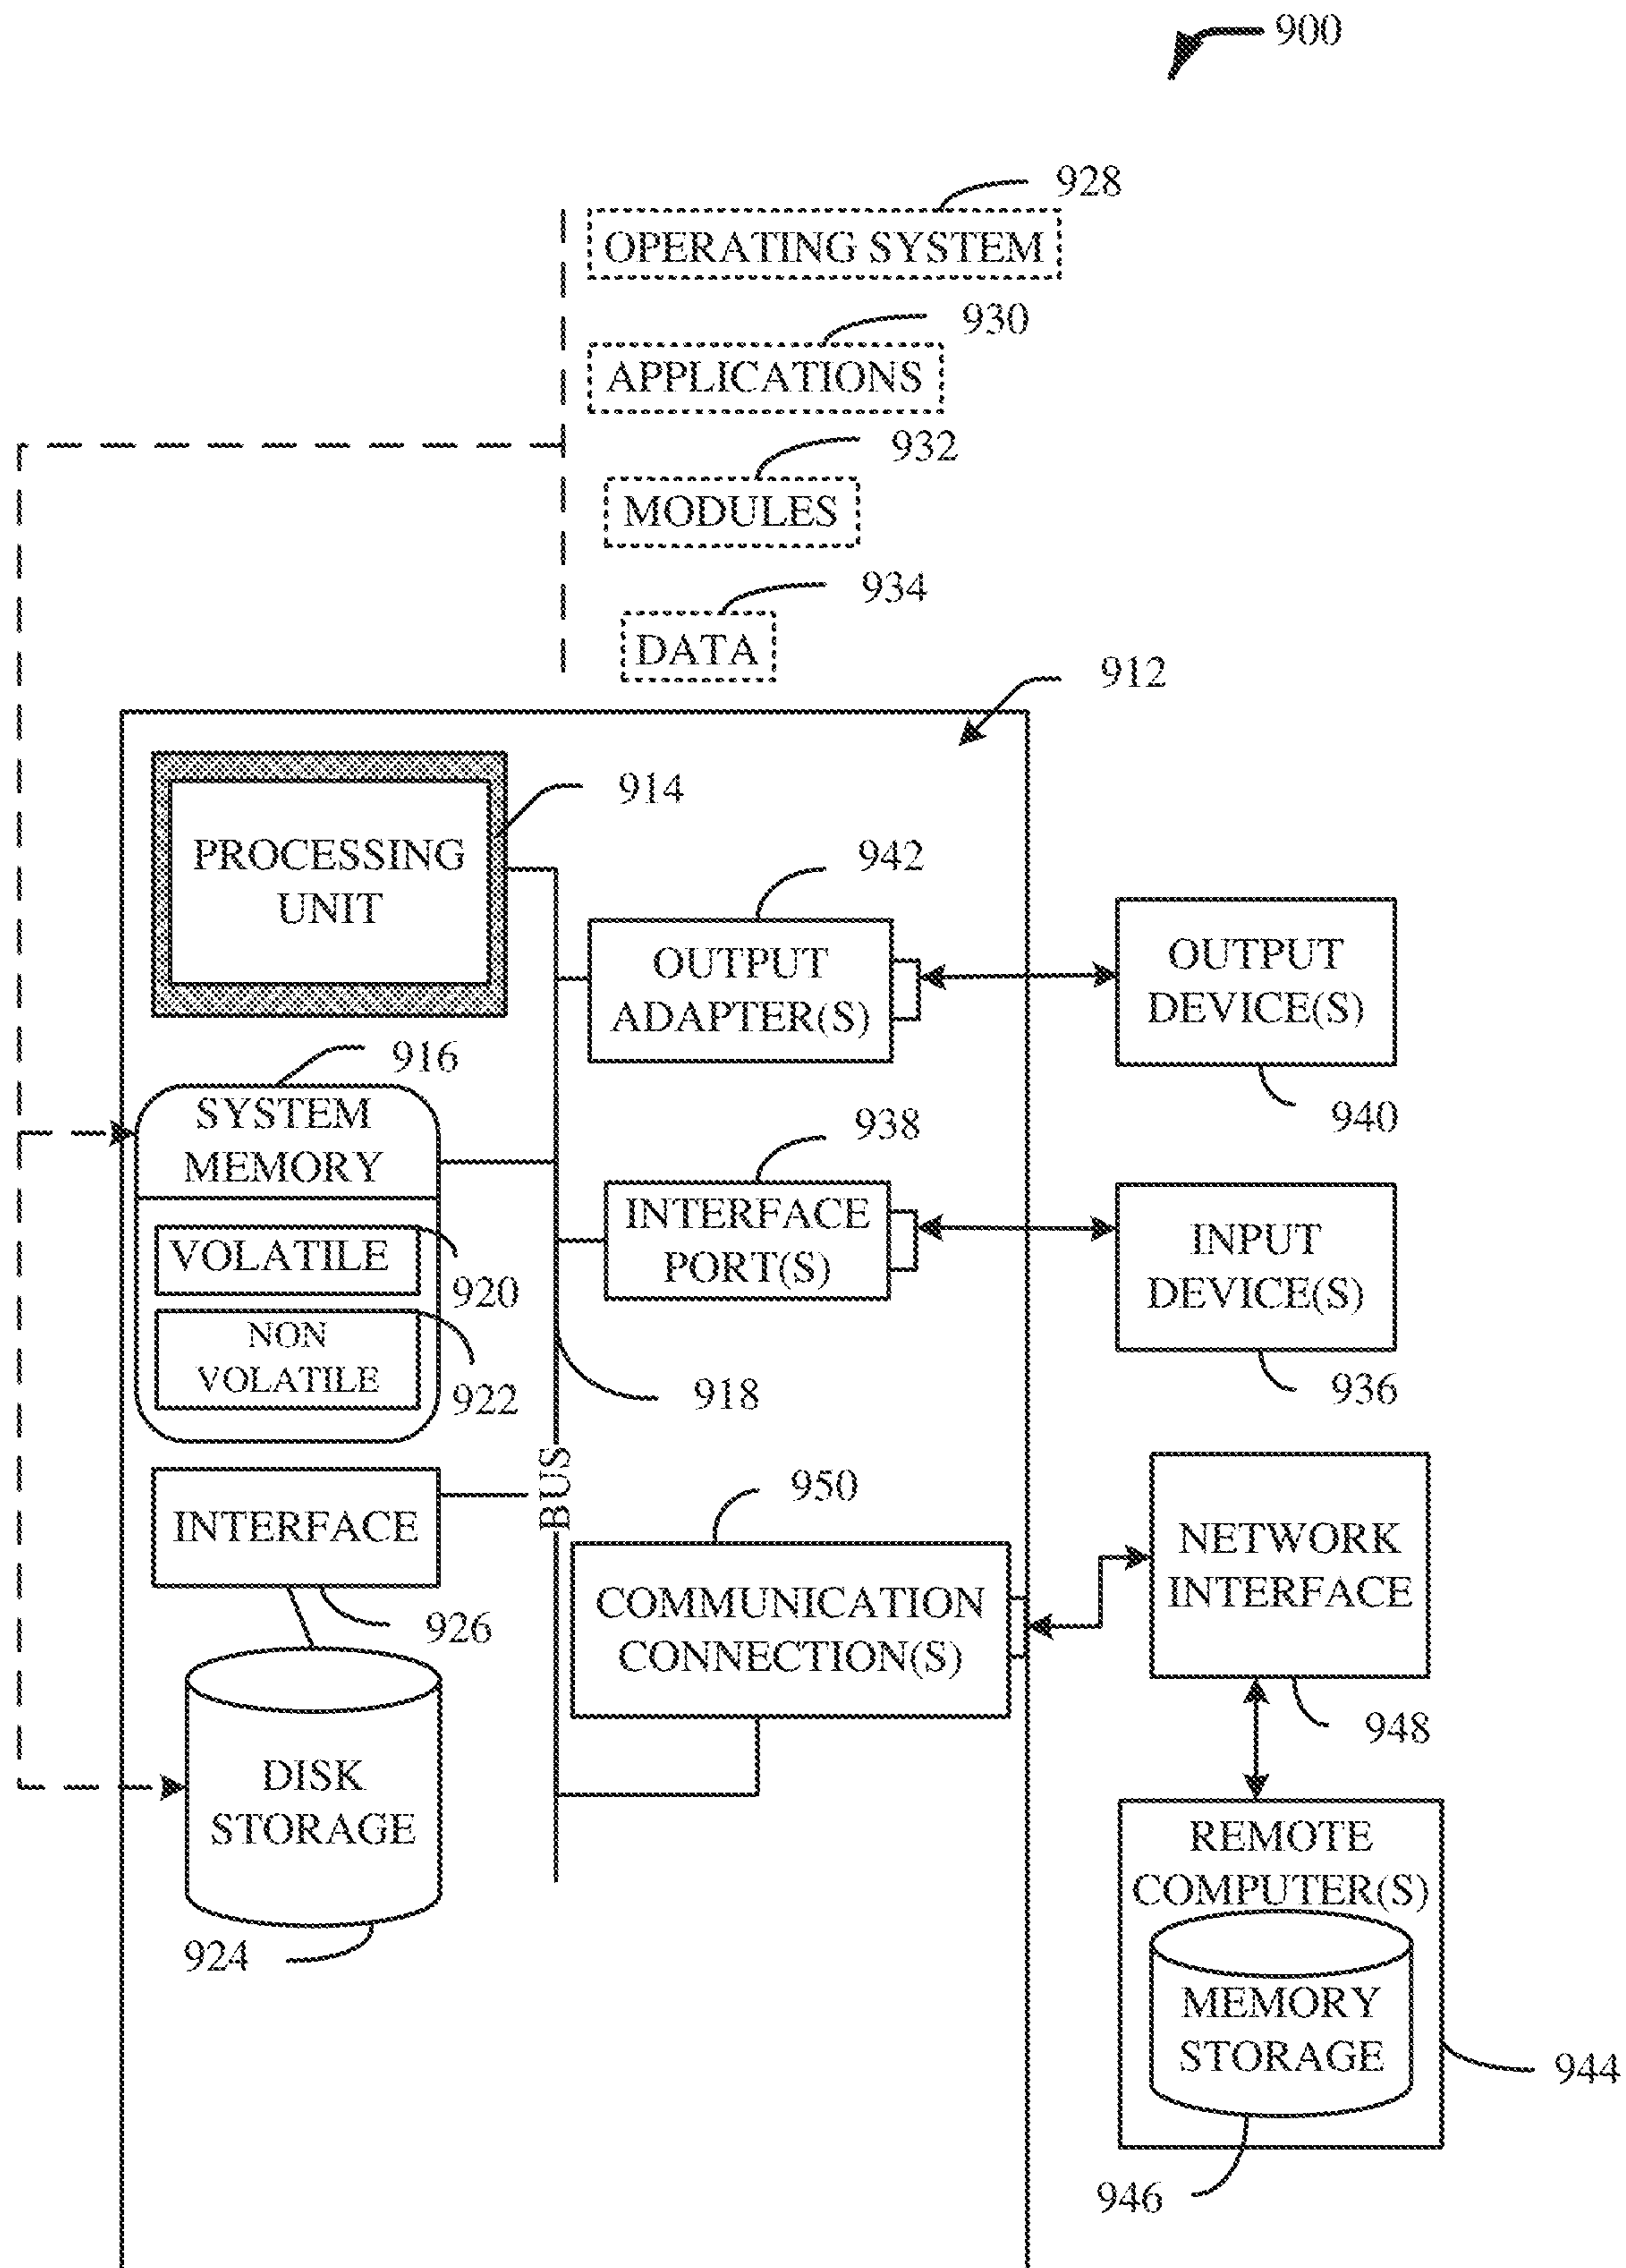 900
928
OPERATING SYSTEM
930
APPLICATIONS
932
MODULES
934
DATA
912
914
PROCESSING
UNIT
942
OUTPUT
ADAPTER(S)
OUTPUT
DEVICE(S)
940
916
SYSTEM
MEMORY
938
INTERFACE
PORT(S)
INPUT
DEVICE(S)
936
VOLATILE
920
NON
VOLATILE
922
918
BUS
INTERFACE
926
950
COMMUNICATION
CONNECTION(S)
NETWORK
INTERFACE
948
DISK
STORAGE
924
REMOTE
COMPUTER(S)
MEMORY
STORAGE
944
946